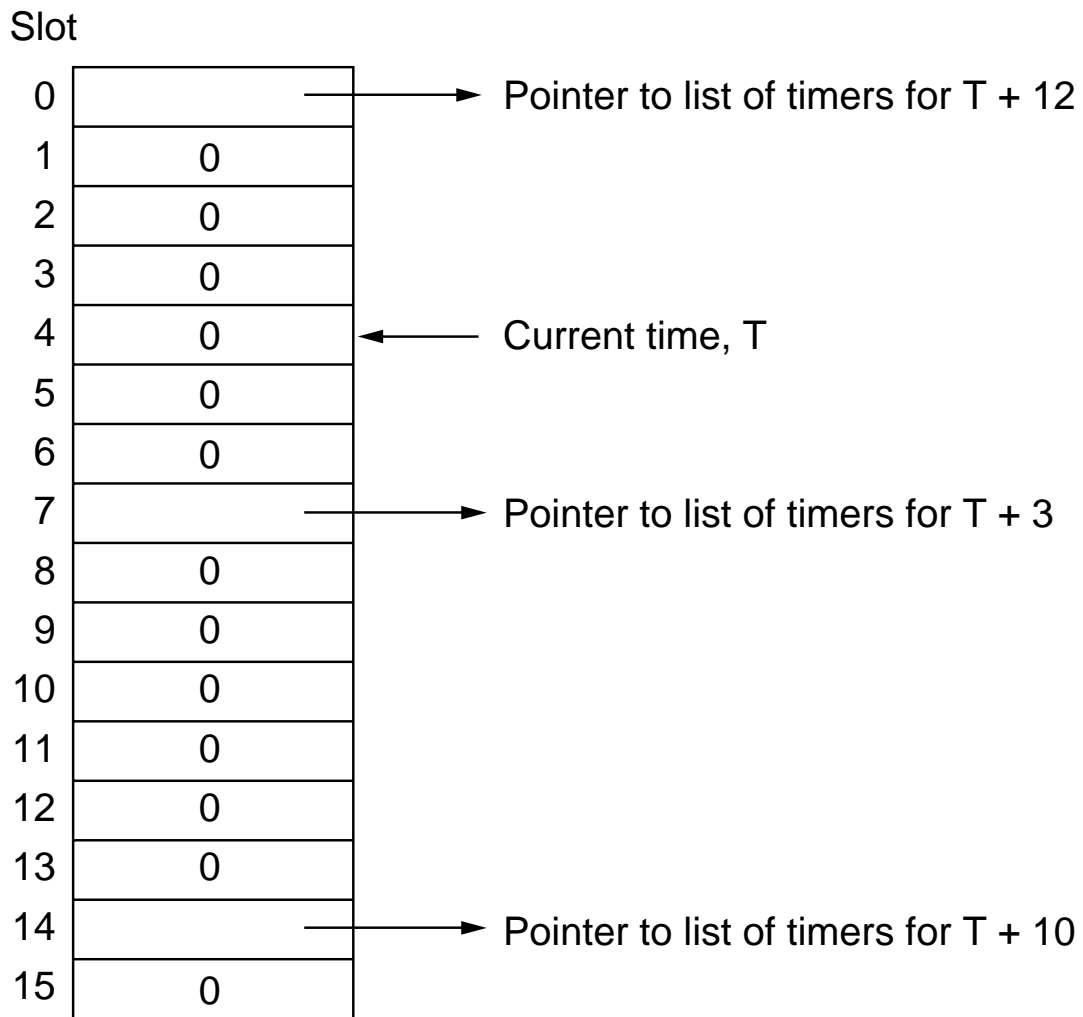 Slot
0 Pointer to list of timers for T + 12
1 0
2 0
3 0
4 0 Current time, T
5 0
6 0
7 Pointer to list of timers for T + 3
8 0
9 0
10 0
11 0
12 0
13 0
14 Pointer to list of timers for T + 10
15 0